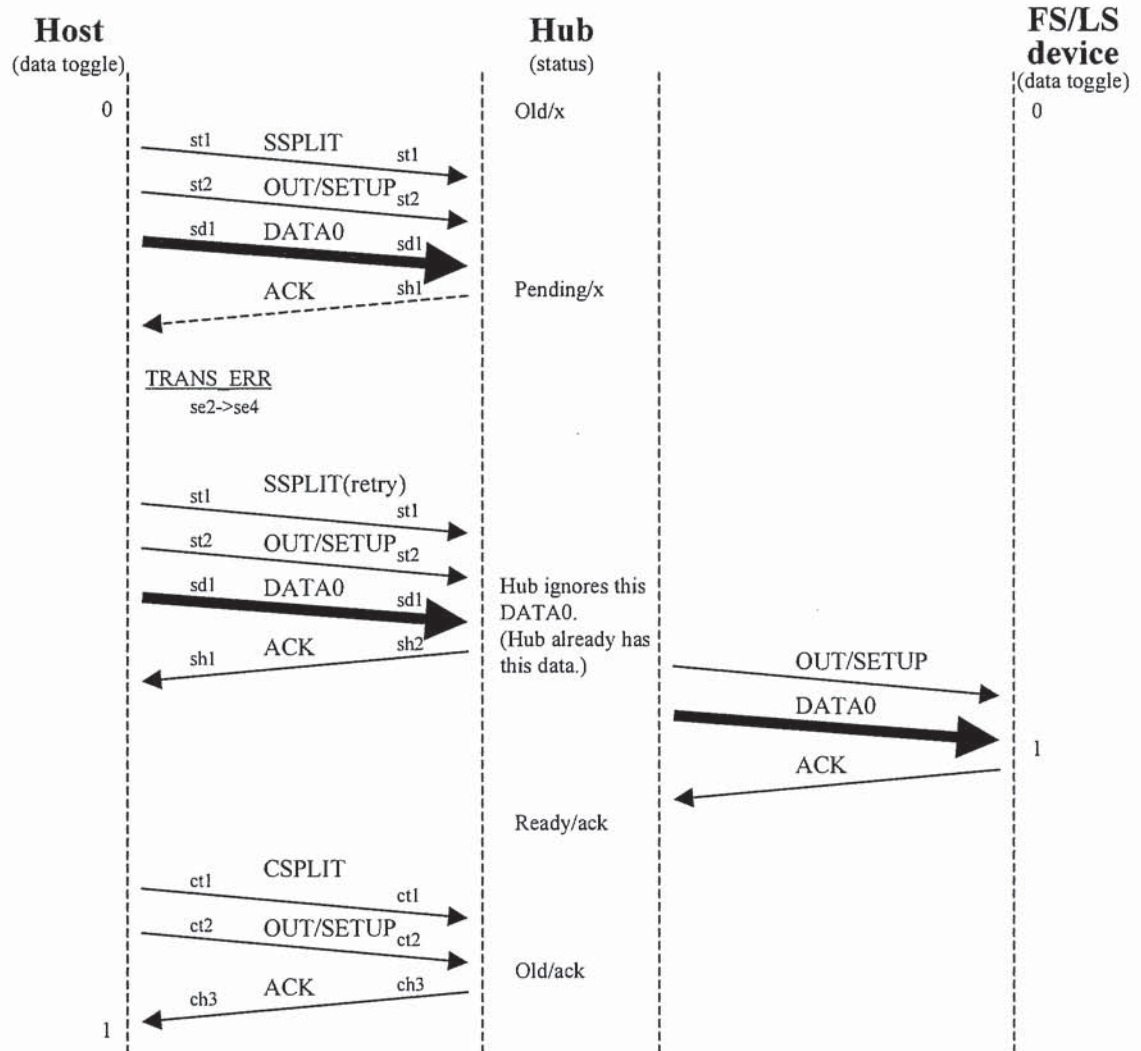 Host
(data toggle)
Hub
(status)
FS/LS
device
(data toggle)
0
Old/x
0
st1 SSPLIT st1
st2 OUT/SETUP st2
sd1 DATA0 sd1
ACK sh1
Pending/x
TRANS_ERR
se2->se4
SSPLIT(retry)
st1 st1
st2 OUT/SETUP st2
sd1 DATA0 sd1
Hub ignores this
DATA0.
(Hub already has
this data.)
sh1 ACK sh2
OUT/SETUP
DATA0
1
ACK
Ready/ack
CSPLIT
ct1 ct1
ct2 OUT/SETUP ct2
Old/ack
ch3 ACK ch3
1